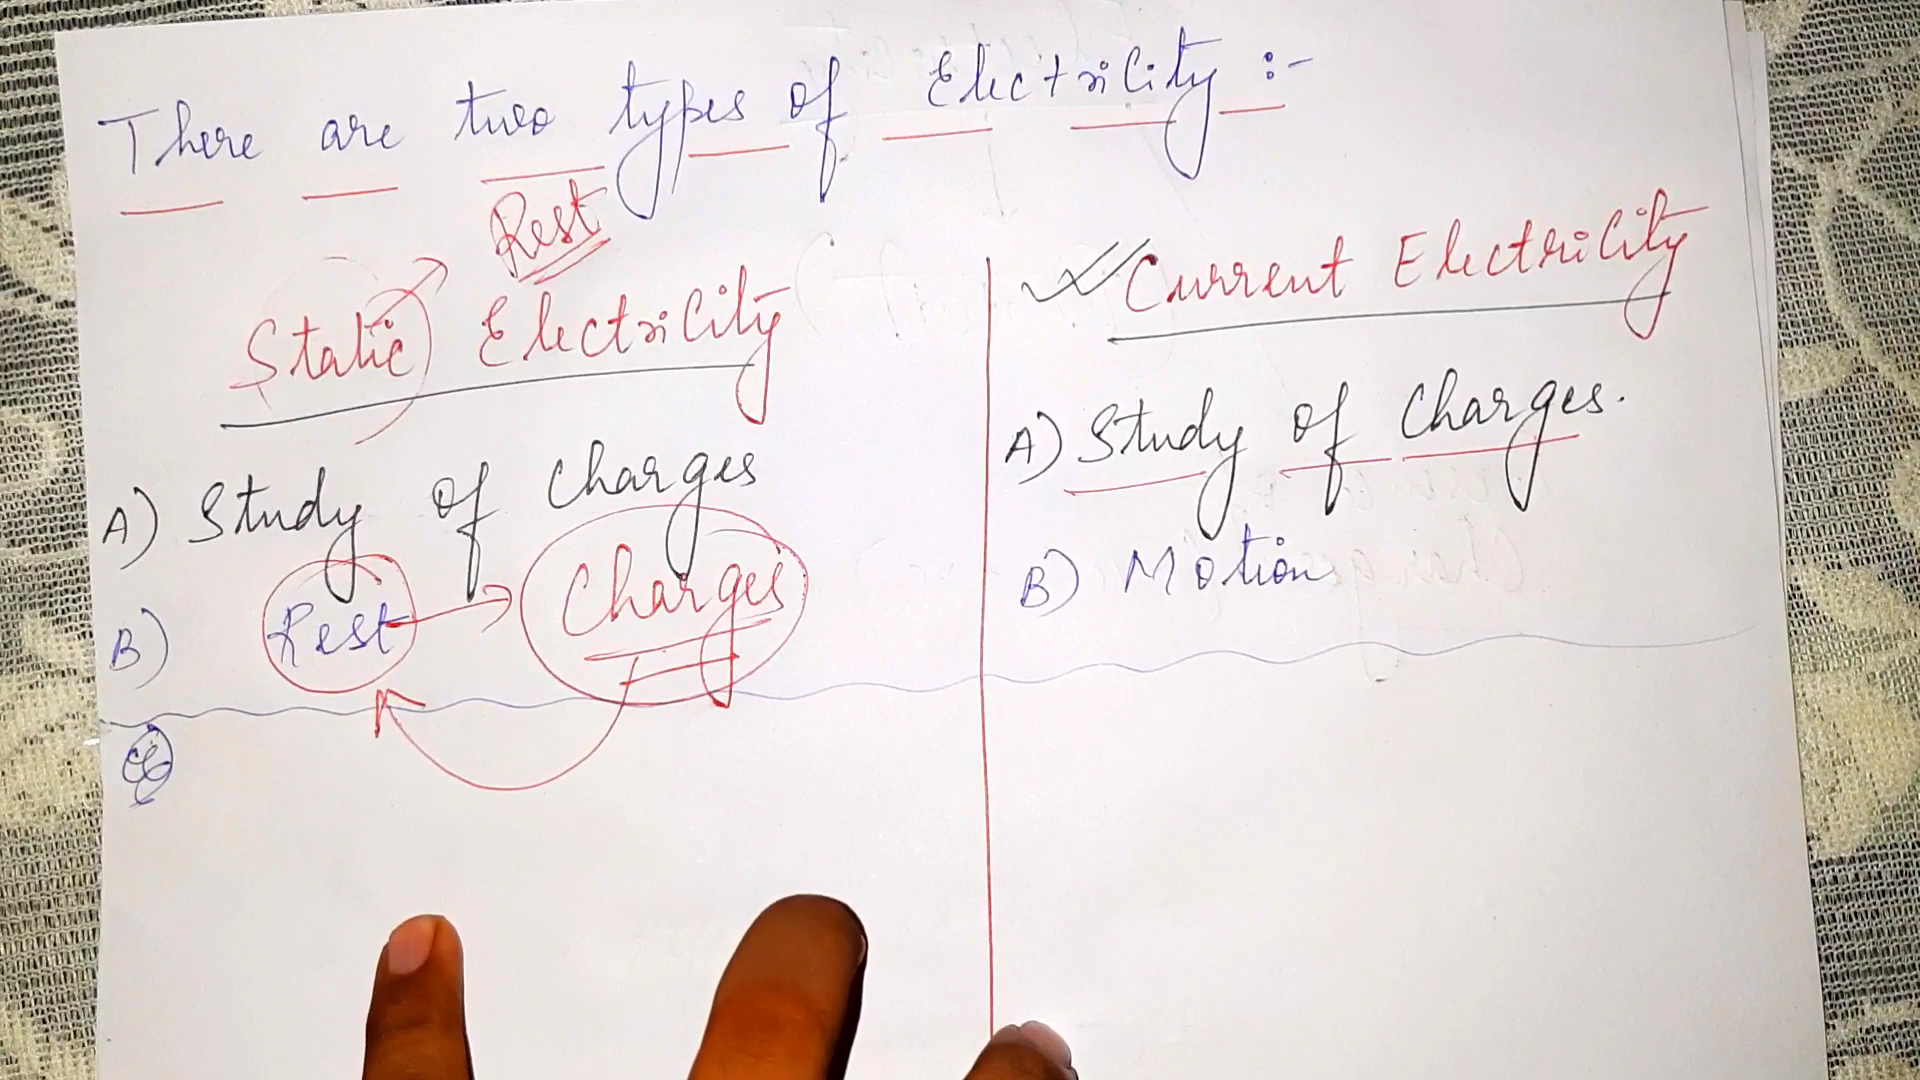 There are two types of Electricity :-
Rest
Static Electricity
A) Study of Charges
B) Rest → Charges
Current Electricity
A) Study of Charges.
B) Motion